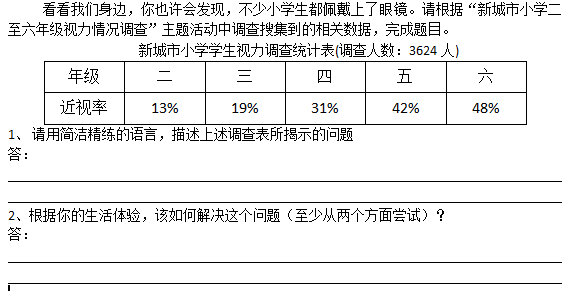 看看我们身边，你也许会发现，不少小学生都佩戴上了眼镜。请根据“新城市小学二
至六年级视力情况调查”主题活动中调查搜集到的相关数据，完成题目。
新城市小学学生视力调查统计表(调查人数：3624 人)
年级 二 三 四 五 六
近视率 13% 19% 31% 42% 48%
1、 请用简洁精练的语言，描述上述调查表所揭示的问题
答：
2、根据你的生活体验，该如何解决这个问题（至少从两个方面尝试）？
答：